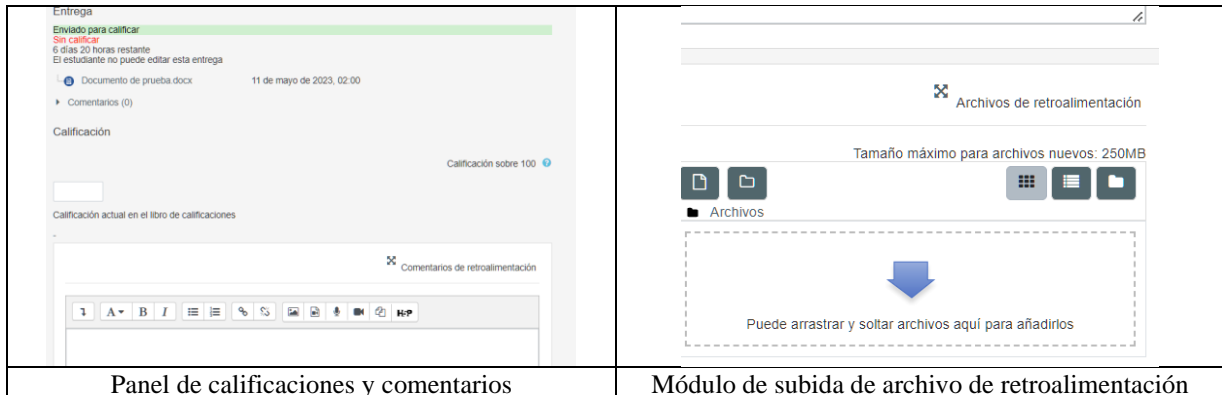 Entrega
Enviado para calificar
Sin calificar
6 días 20 horas restante
El estudiante no puede editar esta entrega
Documento de prueba.docx 11 de mayo de 2023, 02:00
Comentarios (0)
Calificación
Calificación sobre 100
Calificación actual en el libro de calificaciones
-
Comentarios de retroalimentación
A B I H-P
Panel de calificaciones y comentarios
Archivos de retroalimentación
Tamaño máximo para archivos nuevos: 250MB
Archivos
Puede arrastrar y soltar archivos aquí para añadirlos
Módulo de subida de archivo de retroalimentación